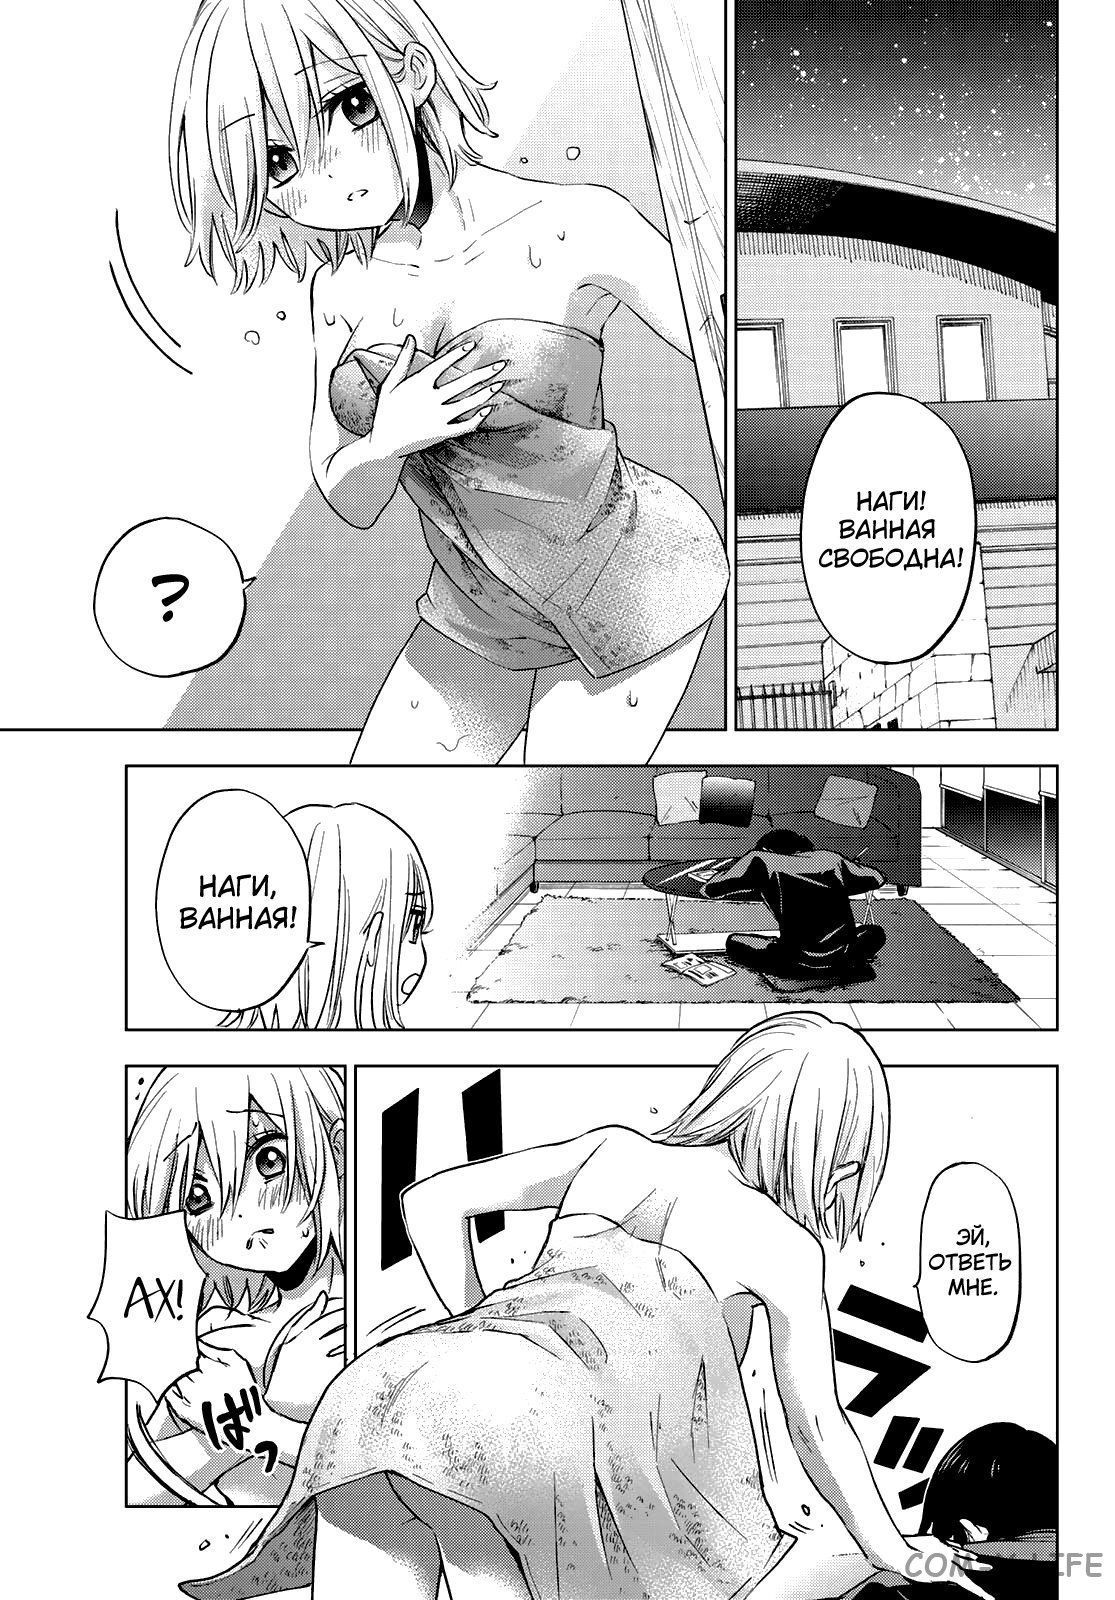 НАГИ!
ВАННАЯ
СВОБОДНА!
?
НАГИ,
ВАННАЯ!
ЭЙ,
ОТВЕТЬ
МНЕ.
АХ!
ばっ